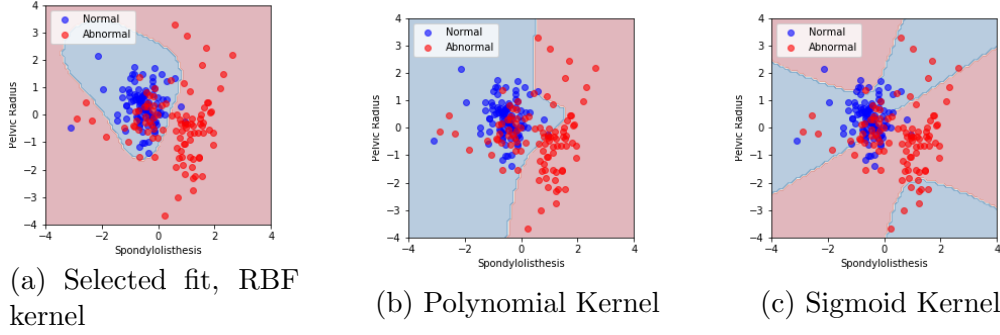 4
3
2
1
0
−1
−2
−3
−4
−4
−2
0
2
4
Normal
Abnormal
Pelvic Radius
Spondylolisthesis
(a) Selected fit, RBF
kernel
4
3
2
1
0
−1
−2
−3
−4
−4
−2
0
2
4
Normal
Abnormal
Pelvic Radius
Spondylolisthesis
(b) Polynomial Kernel
4
3
2
1
0
−1
−2
−3
−4
−4
−2
0
2
4
Normal
Abnormal
Pelvic Radius
Spondylolisthesis
(c) Sigmoid Kernel